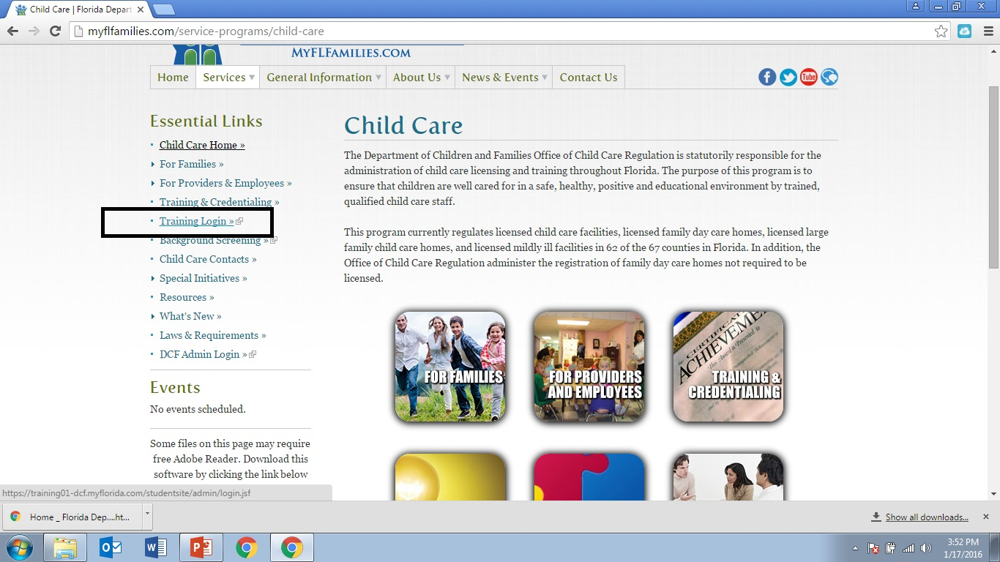 Child Care | Florida Depart
myflfamilies.com/service-programs/child-care
MyFLFamilies.com
Home
Services
General Information
About Us
News & Events
Contact Us
You Tube
Essential Links
Child Care Home »
For Families »
For Providers & Employees »
Training & Credentialing »
Training Login »
Background Screening »
Child Care Contacts »
Special Initiatives »
Resources »
What's New »
Laws & Requirements »
DCF Admin Login »
Events
No events scheduled.
Some files on this page may require
free Adobe Reader. Download this
software by clicking the link below
Child Care
The Department of Children and Families Office of Child Care Regulation is statutorily responsible for the
administration of child care licensing and training throughout Florida. The purpose of this program is to
ensure that children are well cared for in a safe, healthy, positive and educational environment by trained,
qualified child care staff.
This program currently regulates licensed child care facilities, licensed family day care homes, licensed large
family child care homes, and licensed mildly ill facilities in 62 of the 67 counties in Florida. In addition, the
Office of Child Care Regulation administer the registration of family day care homes not required to be
licensed.
FOR FAMILIES
FOR PROVIDERS
AND EMPLOYEES
CERTIFICAT
ACHIEVEME
This Award is Presented to
TRAINING &
CREDENTIALING
https://training01-dcf.myflorida.com/studentsite/admin/login.jsf
Home _ Florida Dep....ht...
Show all downloads...
3:52 PM
1/17/2016